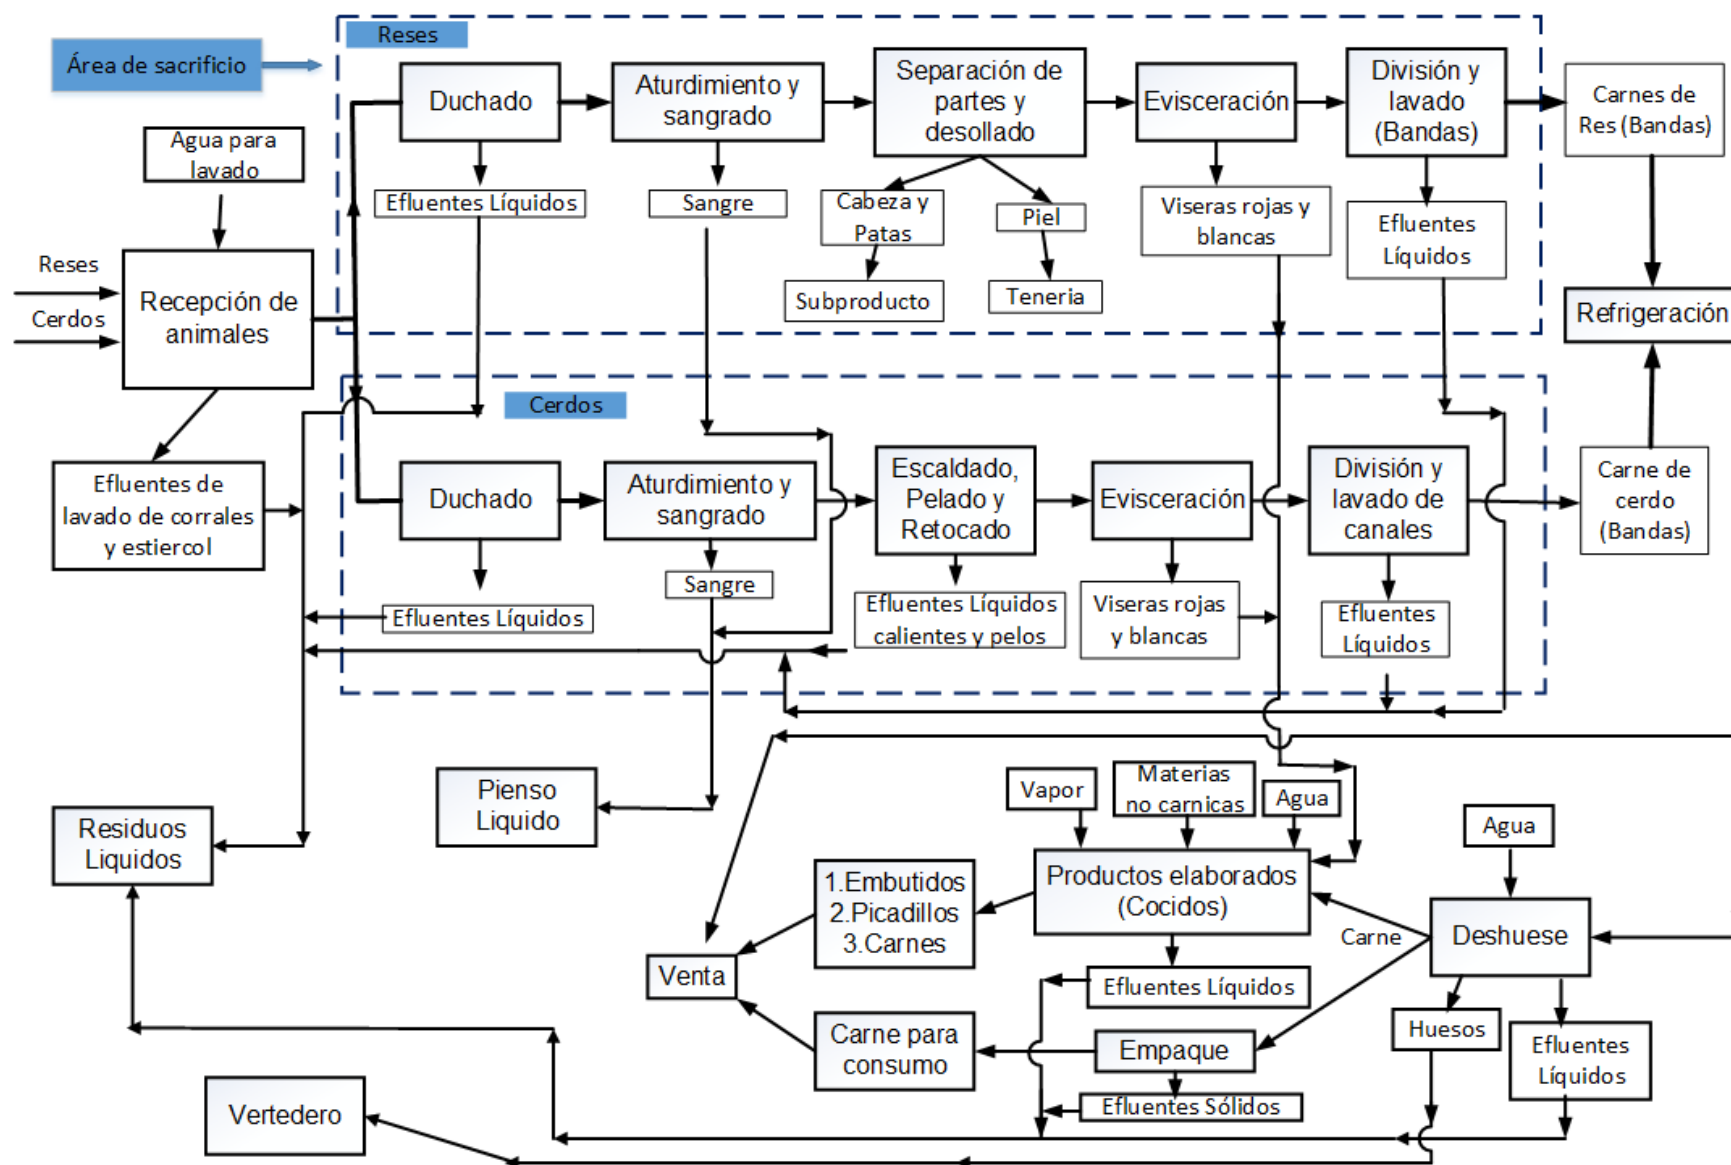 Reses
Área de sacrificio
Duchado
Aturdimiento y
sangrado
Separación de
partes y
desollado
Evisceración
División y
lavado
(Bandas)
Carnes de
Res (Bandas)
Agua para
lavado
Efluentes Líquidos
Sangre
Cabeza y
Patas
Piel
Viseras rojas y
blancas
Efluentes
Líquidos
Subproducto
Teneria
Reses
Cerdos
Recepción de
animales
Refrigeración
Cerdos
Efluentes de
lavado de corrales
y estiercol
Duchado
Aturdimiento y
sangrado
Escaldado,
Pelado y
Retocado
Evisceración
División y
lavado de
canales
Carne de
cerdo
(Bandas)
Efluentes Líquidos
Sangre
Efluentes Líquidos
calientes y pelos
Viseras rojas
y blancas
Efluentes
Líquidos
Pienso
Liquido
Residuos
Liquidos
Vapor
Materias
no carnicas
Agua
Agua
1.Embutidos
2.Picadillos
3.Carnes
Productos elaborados
(Cocidos)
Carne
Deshuese
Venta
Efluentes Líquidos
Huesos
Efluentes
Líquidos
Carne para
consumo
Empaque
Efluentes Sólidos
Vertedero